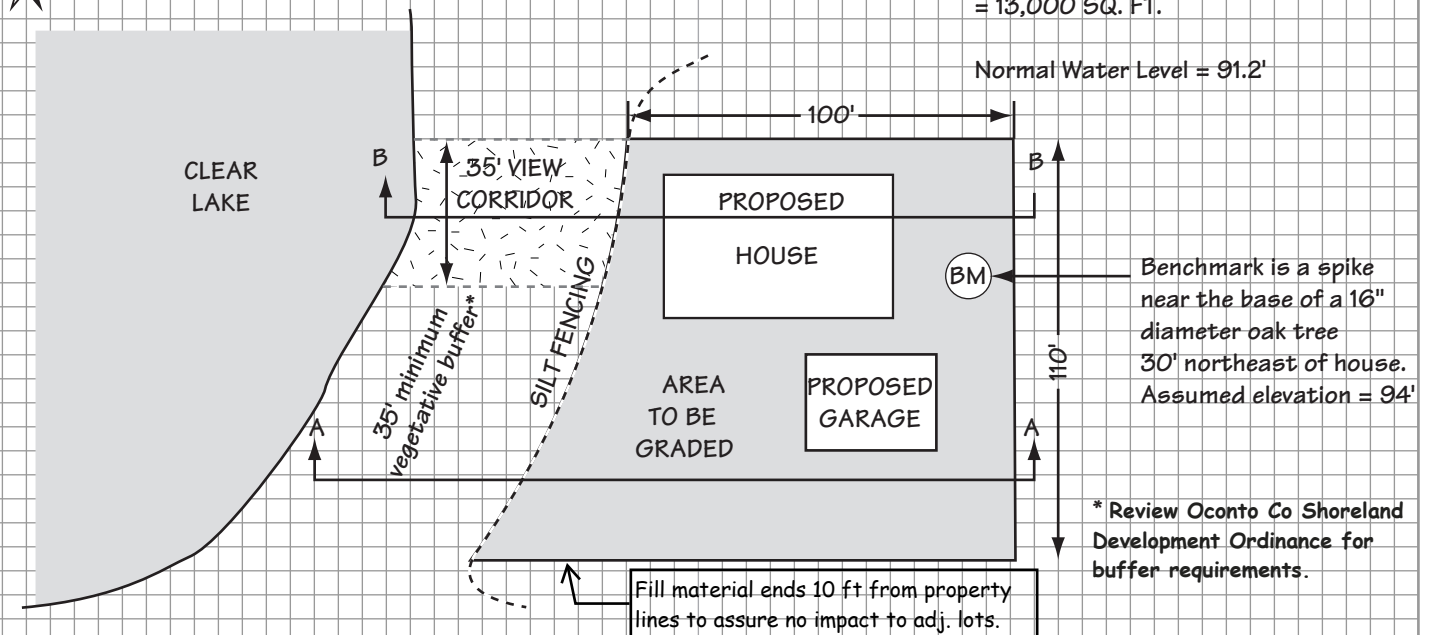 = 13,000 SQ. FT.
Normal Water Level = 91.2'
100'
CLEAR
LAKE
B
35' VIEW
CORRIDOR
PROPOSED
HOUSE
B
BM
Benchmark is a spike
near the base of a 16"
diameter oak tree
30' northeast of house.
Assumed elevation = 94'
110'
35' minimum
vegetative buffer*
SILT FENCING
AREA
TO BE
GRADED
PROPOSED
GARAGE
A
A
* Review Oconto Co Shoreland
Development Ordinance for
buffer requirements.
Fill material ends 10 ft from property
lines to assure no impact to adj. lots.